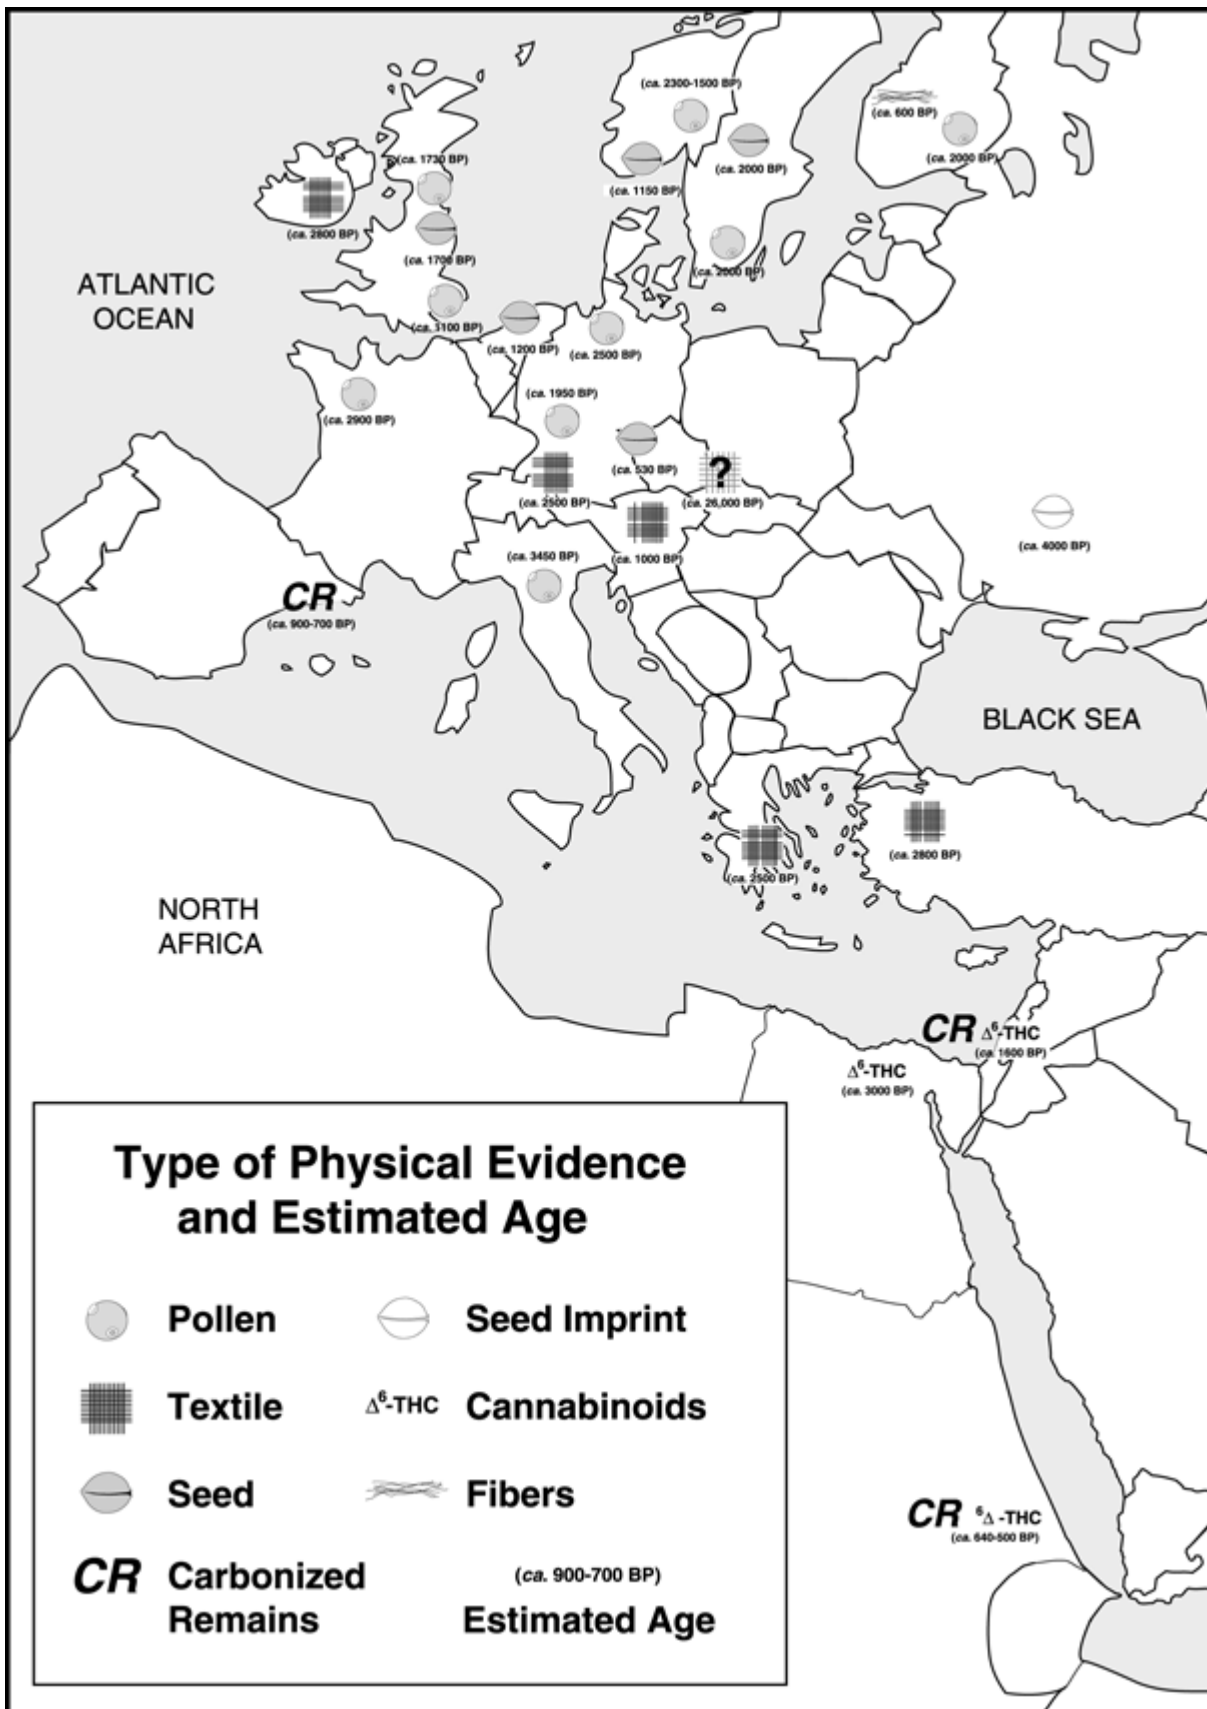 (ca. 2300-1500 BP)
(ca. 600 BP)
(ca. 1730 BP)
(ca. 2000 BP)
(ca. 2000 BP)
(ca. 1150 BP)
(ca. 2800 BP)
(ca. 1700 BP)
(ca. 2000 BP)
ATLANTIC
OCEAN
(ca. 1100 BP)
(ca. 1200 BP)
(ca. 2500 BP)
(ca. 1950 BP)
(ca. 2900 BP)
(ca. 530 BP)
?
(ca. 2500 BP)
(ca. 26,000 BP)
(ca. 4000 BP)
(ca. 3450 BP)
(ca. 1000 BP)
CR
(ca. 900-700 BP)
BLACK SEA
(ca. 2800 BP)
(ca. 2500 BP)
NORTH
AFRICA
CR Δ⁶-THC
(ca. 1600 BP)
Δ⁶-THC
(ca. 3000 BP)
Type of Physical Evidence
and Estimated Age
Pollen
Seed Imprint
Textile
Δ⁶-THC Cannabinoids
Seed
Fibers
CR Carbonized
Remains
(ca. 900-700 BP)
Estimated Age
CR ⁶Δ -THC
(ca. 640-500 BP)